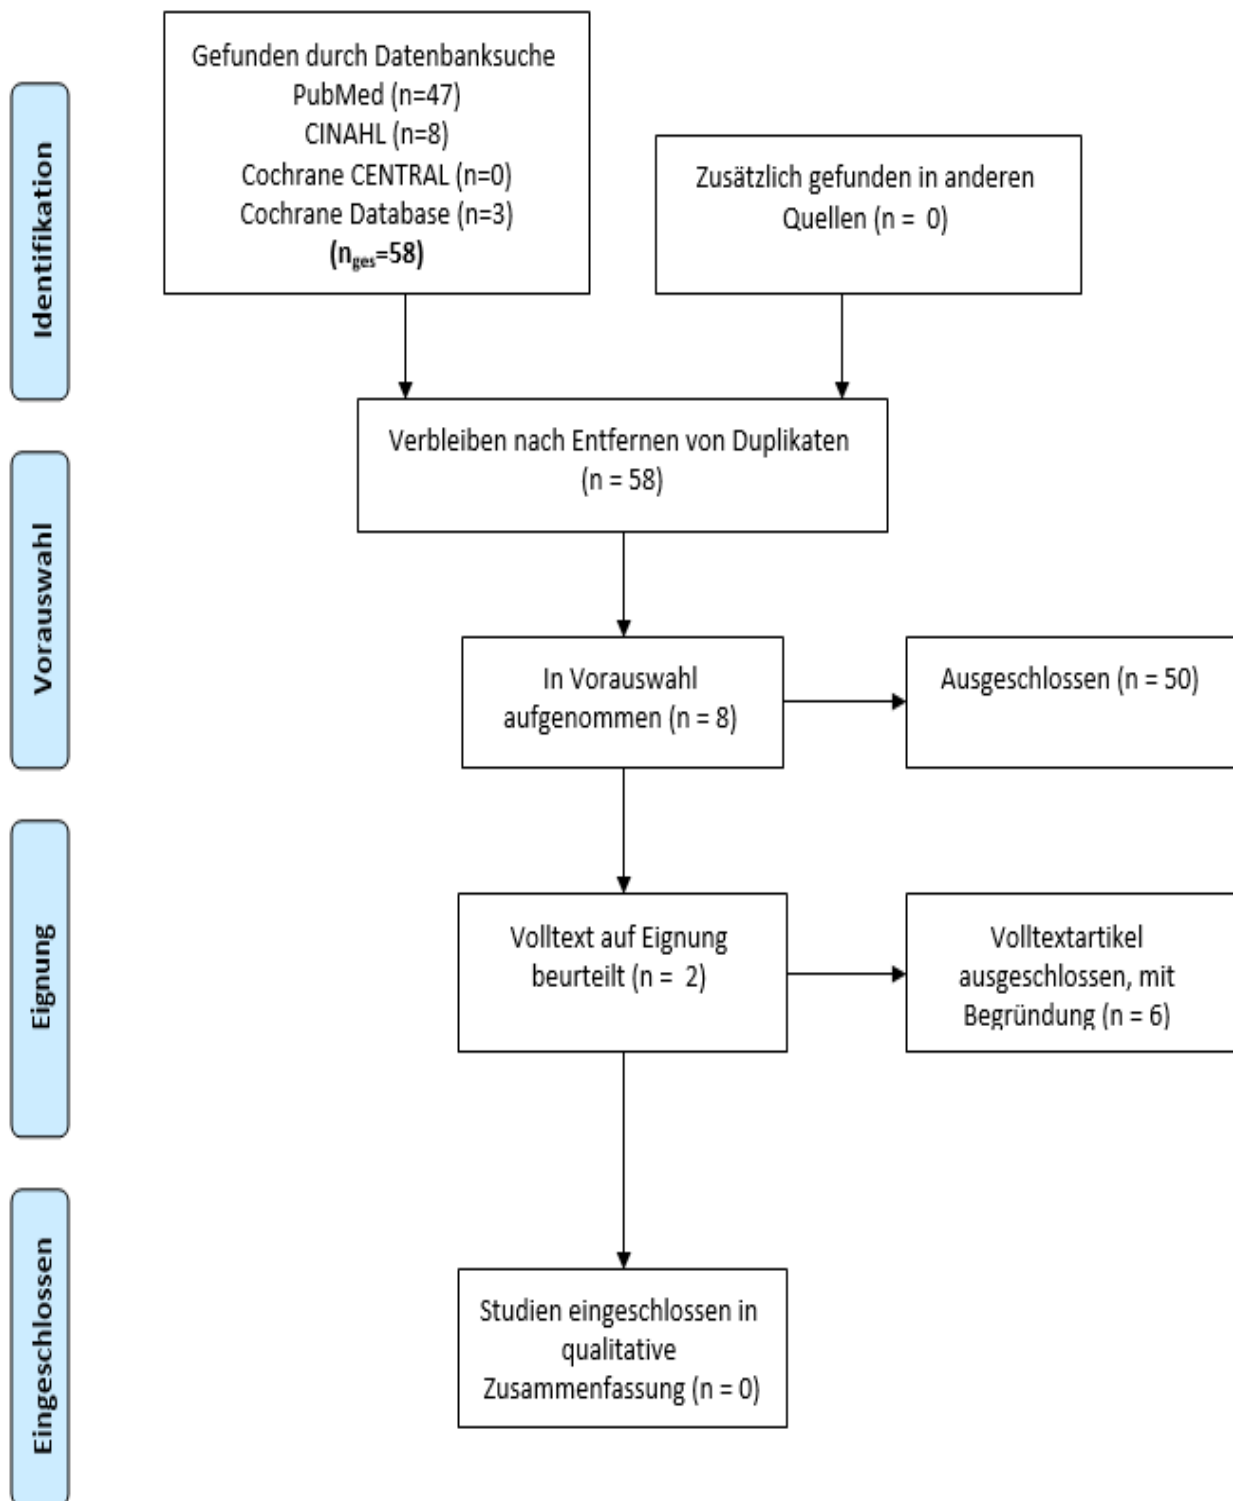 Identifikation
Gefunden durch Datenbanksuche
PubMed (n=47)
CINAHL (n=8)
Cochrane CENTRAL (n=0)
Cochrane Database (n=3)
(nges=58)
Zusätzlich gefunden in anderen
Quellen (n = 0)
Verbleiben nach Entfernen von Duplikaten
(n = 58)
Vorauswahl
In Vorauswahl
aufgenommen (n = 8)
Ausgeschlossen (n = 50)
Eignung
Volltext auf Eignung
beurteilt (n = 2)
Volltextartikel
ausgeschlossen, mit
Begründung (n = 6)
Eingeschlossen
Studien eingeschlossen in
qualitative
Zusammenfassung (n = 0)